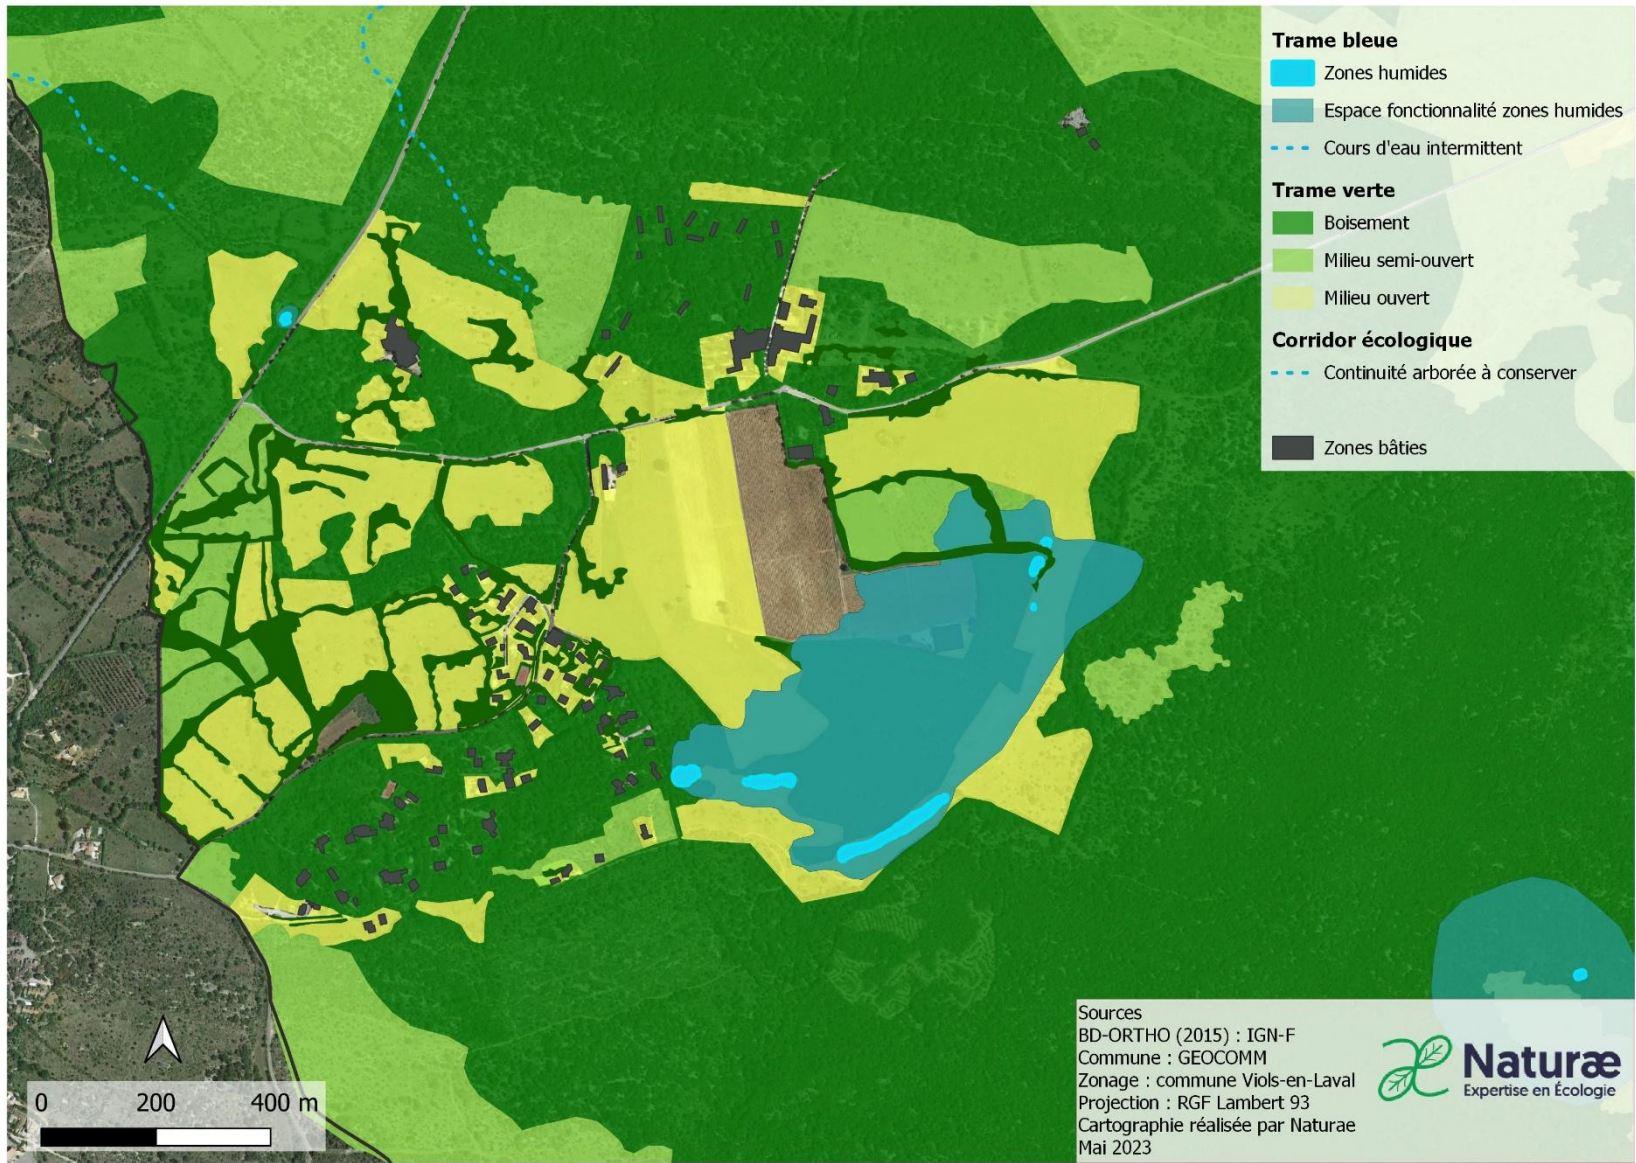 Trame bleue
Zones humides
Espace fonctionnalité zones humides
Cours d'eau intermittent
Trame verte
Boisement
Milieu semi-ouvert
Milieu ouvert
Corridor écologique
Continuité arborée à conserver
Zones bâties
0 200 400 m
Sources
BD-ORTHO (2015) : IGN-F
Commune : GEOCOMM
Zonage : commune Viols-en-Laval
Projection : RGF Lambert 93
Cartographie réalisée par Naturae
Mai 2023
Naturæ
Expertise en Écologie